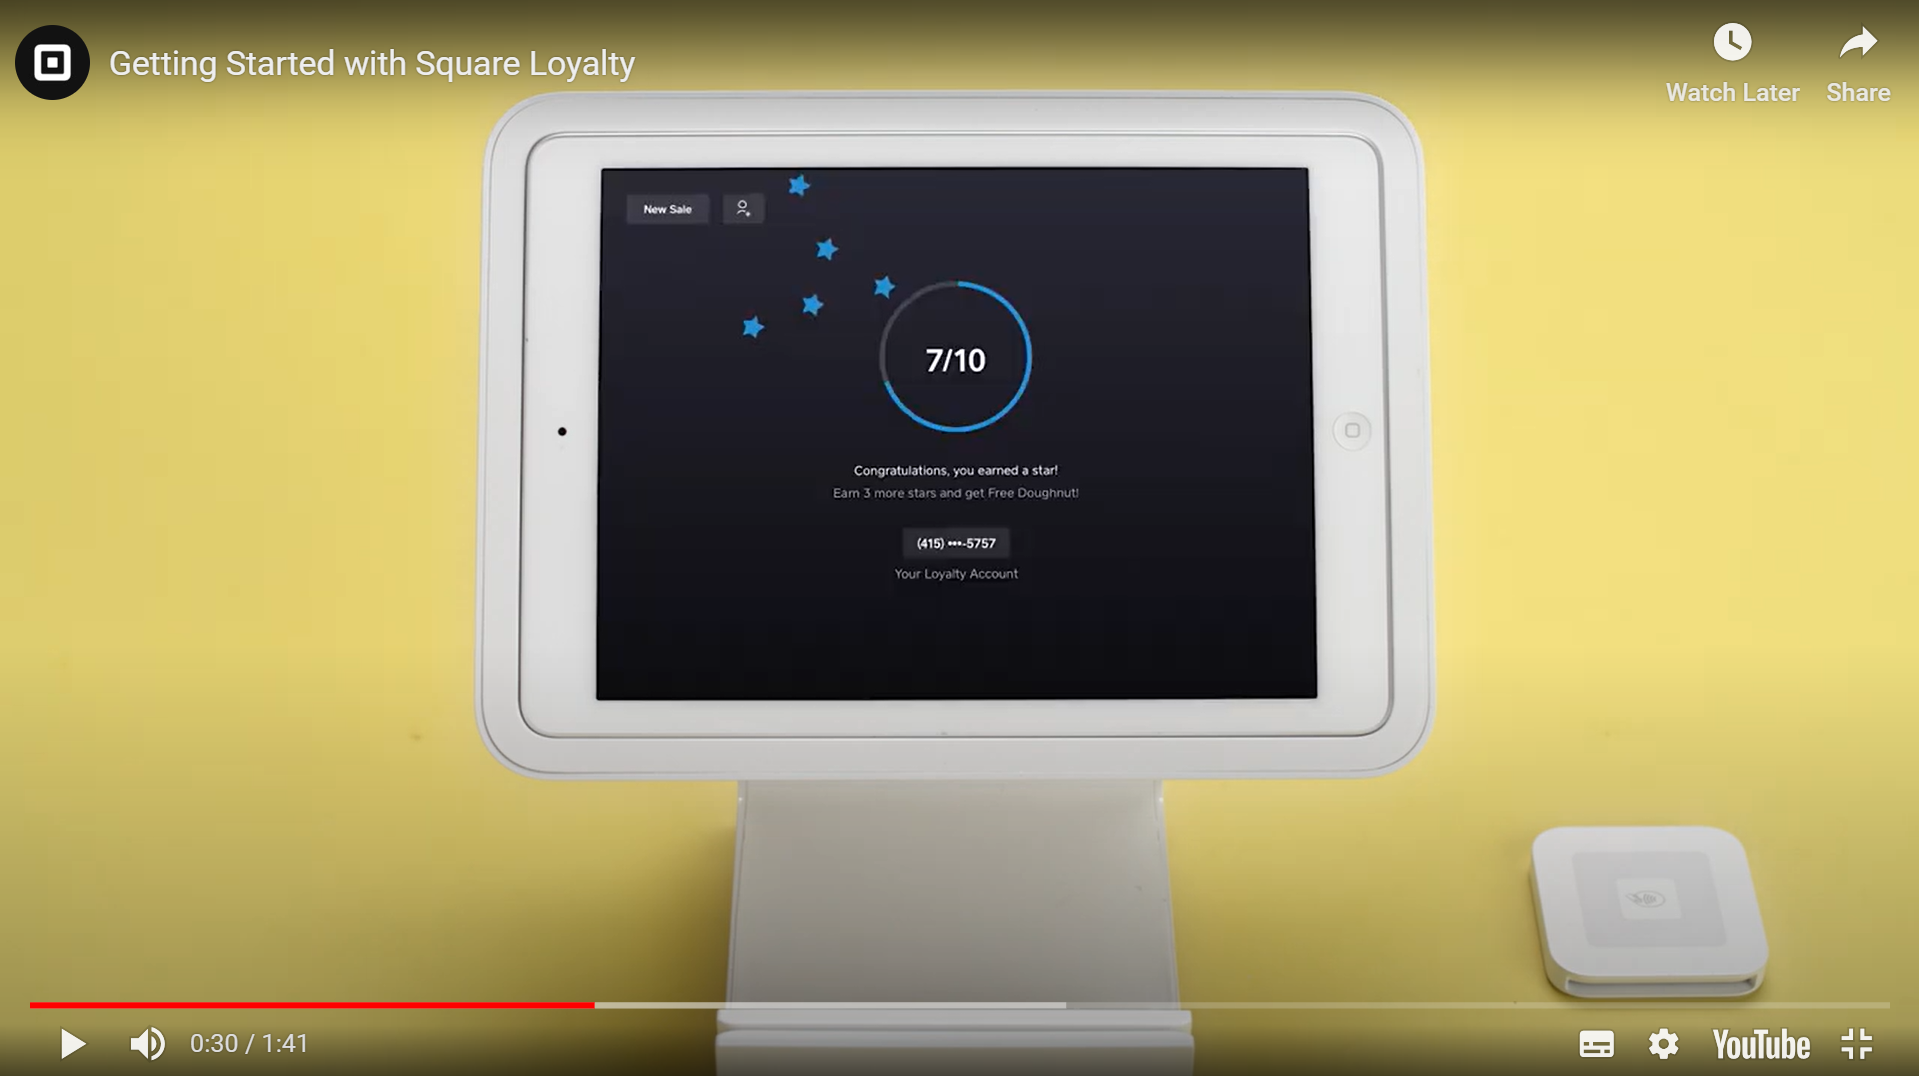 Getting Started with Square Loyalty
Watch Later
Share
New Sale
7/10
Congratulations, you earned a star!
Earn 3 more stars and get Free Doughnut!
(415) •••-5757
Your Loyalty Account
0:30 / 1:41
YouTube